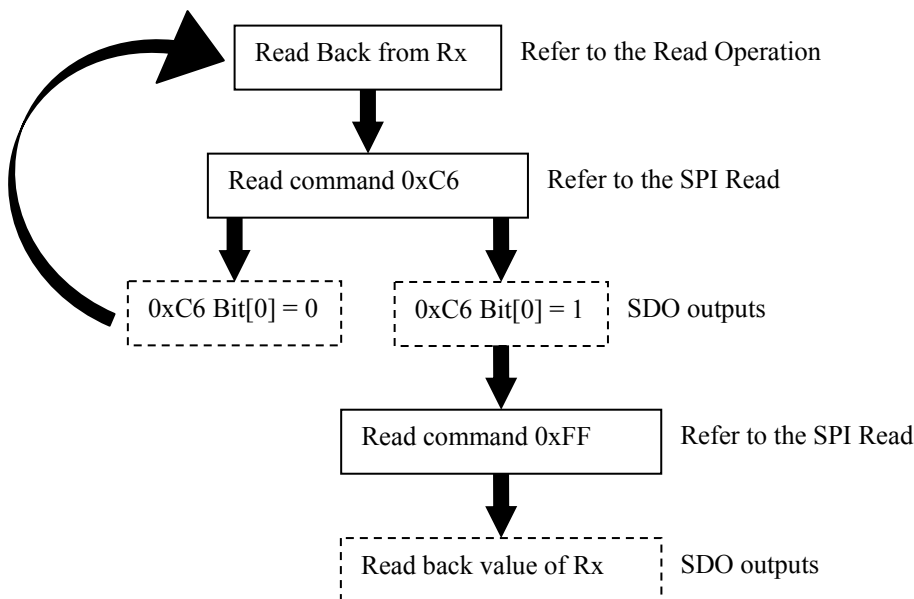 Read Back from Rx
Refer to the Read Operation
Read command 0xC6
Refer to the SPI Read
0xC6 Bit[0] = 0
0xC6 Bit[0] = 1
SDO outputs
Read command 0xFF
Refer to the SPI Read
Read back value of Rx
SDO outputs